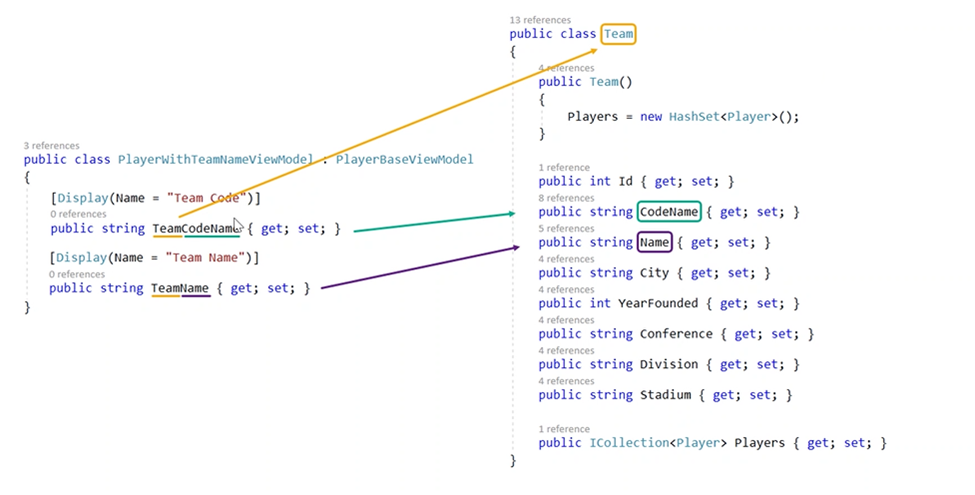 3 references
public class PlayerWithTeamNameViewModel : PlayerBaseViewModel
{
[Display(Name = "Team Code")]
0 references
public string TeamCodeName { get; set; }
[Display(Name = "Team Name")]
0 references
public string TeamName { get; set; }
}
13 references
public class Team
{
4 references
public Team()
{
Players = new HashSet<Player>();
}
1 reference
public int Id { get; set; }
8 references
public string CodeName { get; set; }
5 references
public string Name { get; set; }
4 references
public string City { get; set; }
4 references
public int YearFounded { get; set; }
4 references
public string Conference { get; set; }
4 references
public string Division { get; set; }
4 references
public string Stadium { get; set; }
1 reference
public ICollection<Player> Players { get; set; }
}